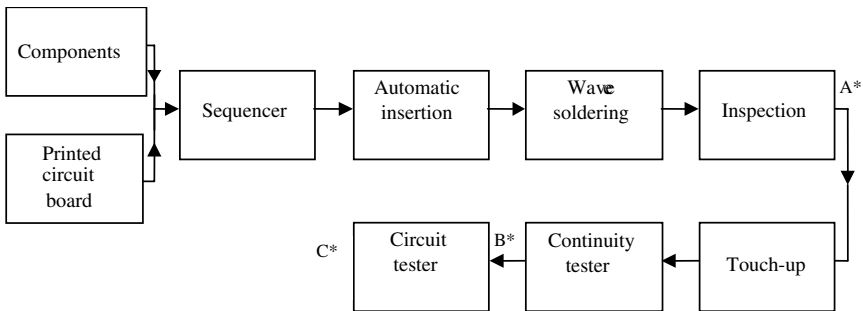 Components
Printed
circuit
board
Sequencer
Automatic
insertion
Wave
soldering
Inspection
A*
Touch-up
Continuity
tester
B*
Circuit
tester
C*